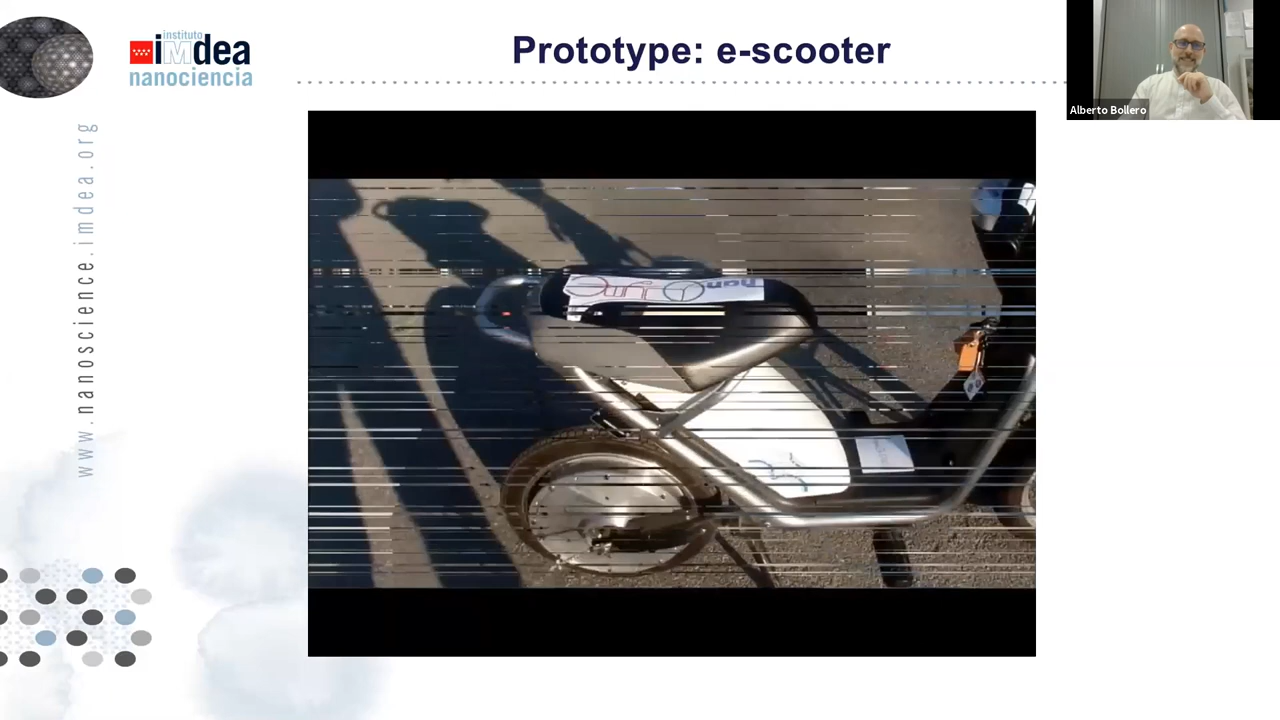 instituto
imdea
nanociencia
Prototype: e-scooter
Alberto Bollero
www.nanoscience.imdea.org